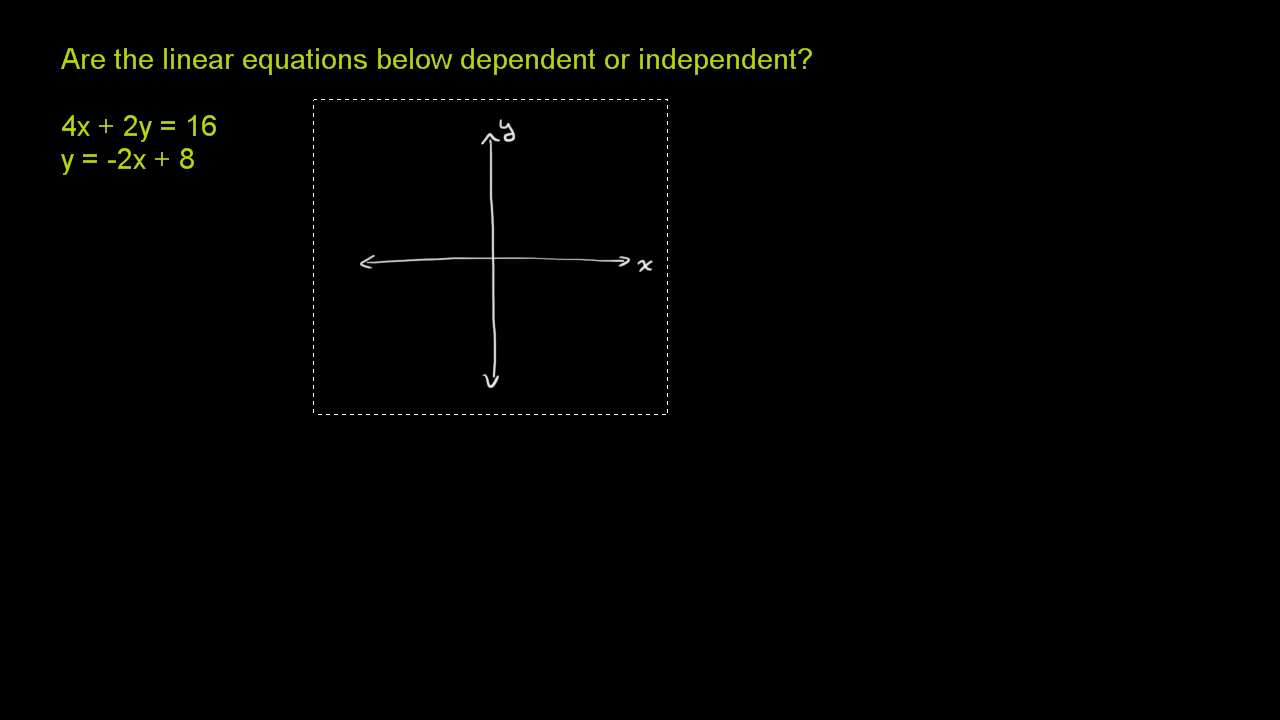 Are the linear equations below dependent or independent?
4x + 2y = 16
y = -2x + 8
y
x